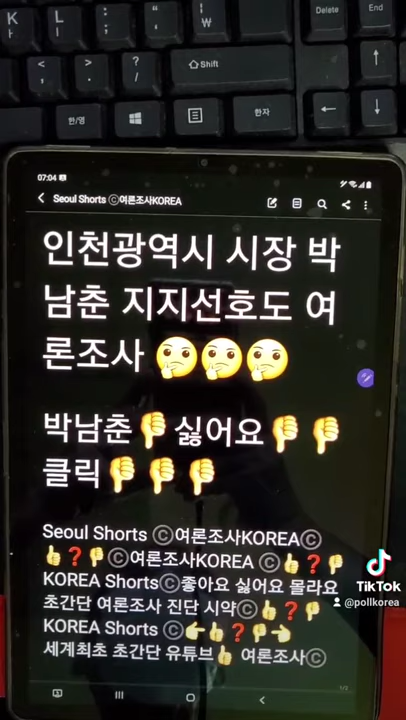 K
L
:
;
"
'
|
\
₩
Delete
End
<
,
>
.
?
/
Shift
↑
한/영
한자
←
↓
07:04
Seoul Shorts ⓒ여론조사KOREA
인천광역시 시장 박
남춘 지지선호도 여
론조사 🤔🤔🤔
박남춘👎싫어요👎👎
클릭👎👎👎
Seoul Shorts ⓒ여론조사KOREAⓒ
👍❓👎ⓒ여론조사KOREA ⓒ👍❓👎
KOREA Shortsⓒ좋아요 싫어요 몰라요
초간단 여론조사 진단 시약ⓒ👍❓👎
KOREA Shorts ⓒ👉👍❓👎👈
세계최초 초간단 유튜브👍 여론조사ⓒ
1/2
TikTok
@pollkorea